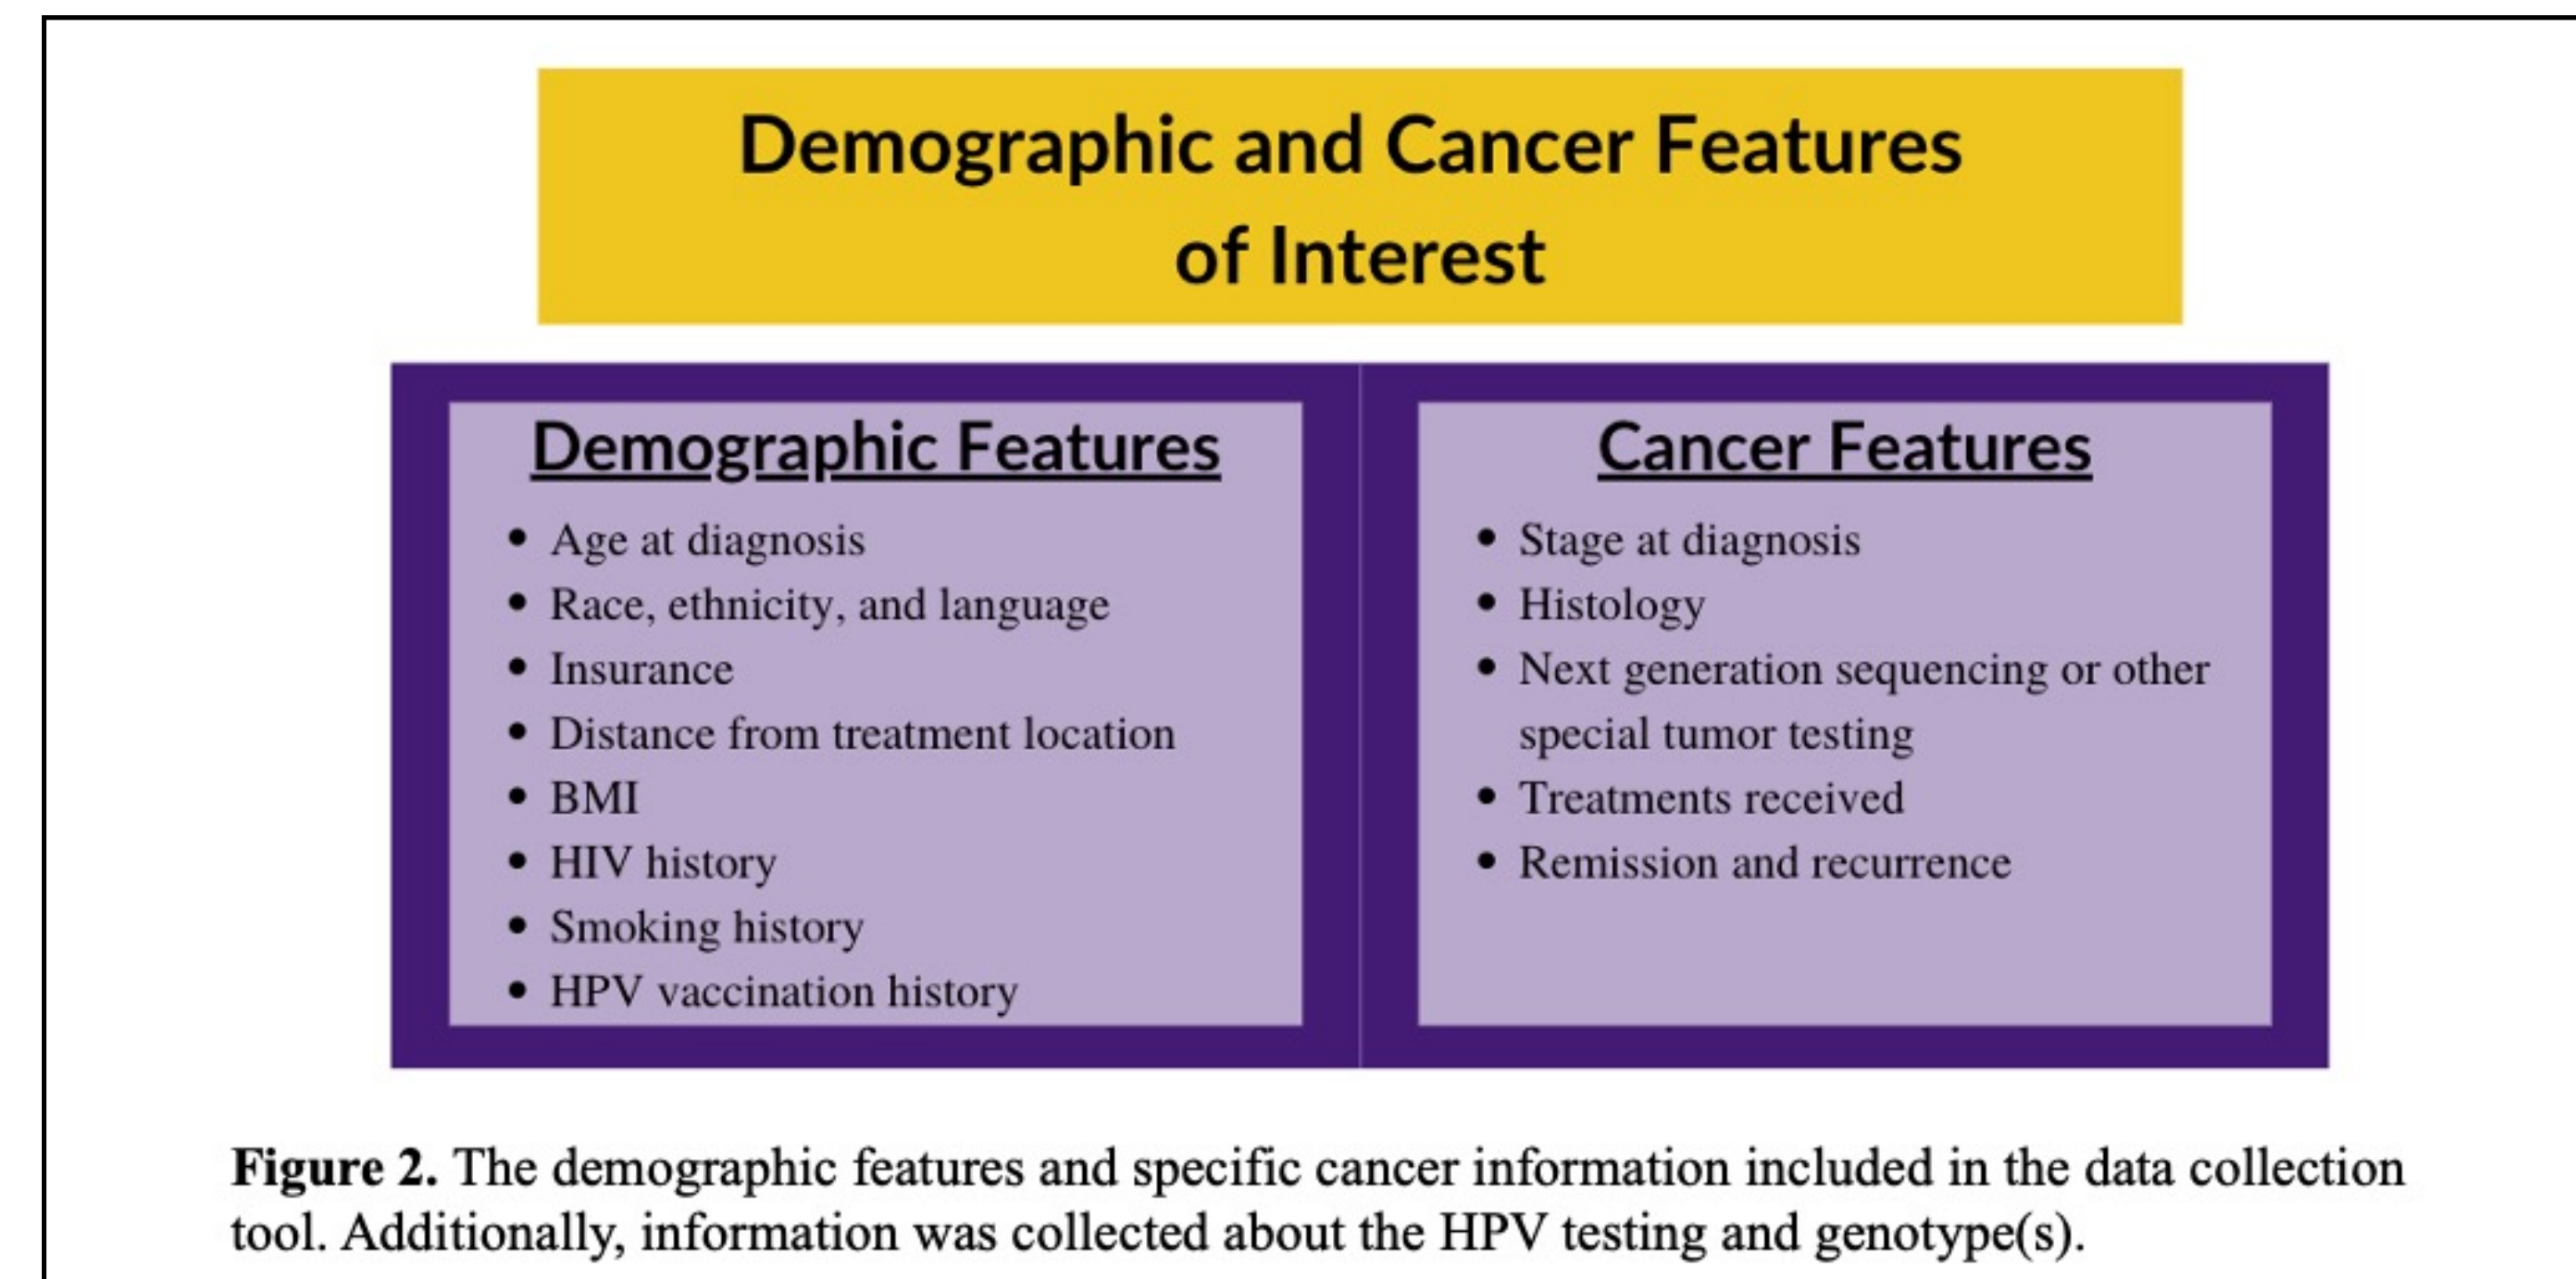 Demographic and Cancer Features
of Interest
Demographic Features
• Age at diagnosis
• Race, ethnicity, and language
• Insurance
• Distance from treatment location
• BMI
• HIV history
• Smoking history
• HPV vaccination history
Cancer Features
• Stage at diagnosis
• Histology
• Next generation sequencing or other
special tumor testing
• Treatments received
• Remission and recurrence
Figure 2. The demographic features and specific cancer information included in the data collection
tool. Additionally, information was collected about the HPV testing and genotype(s).